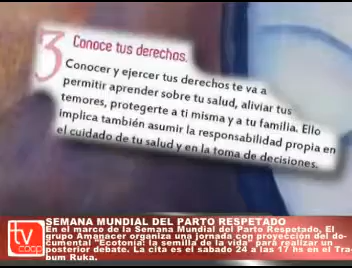 3 Conoce tus derechos.
Conocer y ejercer tus derechos te va a
permitir aprender sobre tu salud, aliviar tus
temores, protegerte a ti misma y a tu familia. Ello
implica también asumir la responsabilidad propia en
el cuidado de tu salud y en la toma de decisiones.
tv
coop
SEMANA MUNDIAL DEL PARTO RESPETADO
En el marco de la Semana Mundial del Parto Respetado, El
grupo Amanacer organiza una jornada con proyección del do-
cumental "Ecotonia: la semilla de la vida" para realizar un
posterior debate. La cita es el sabado 24 a las 17 hs en el Tra-
bum Ruka.